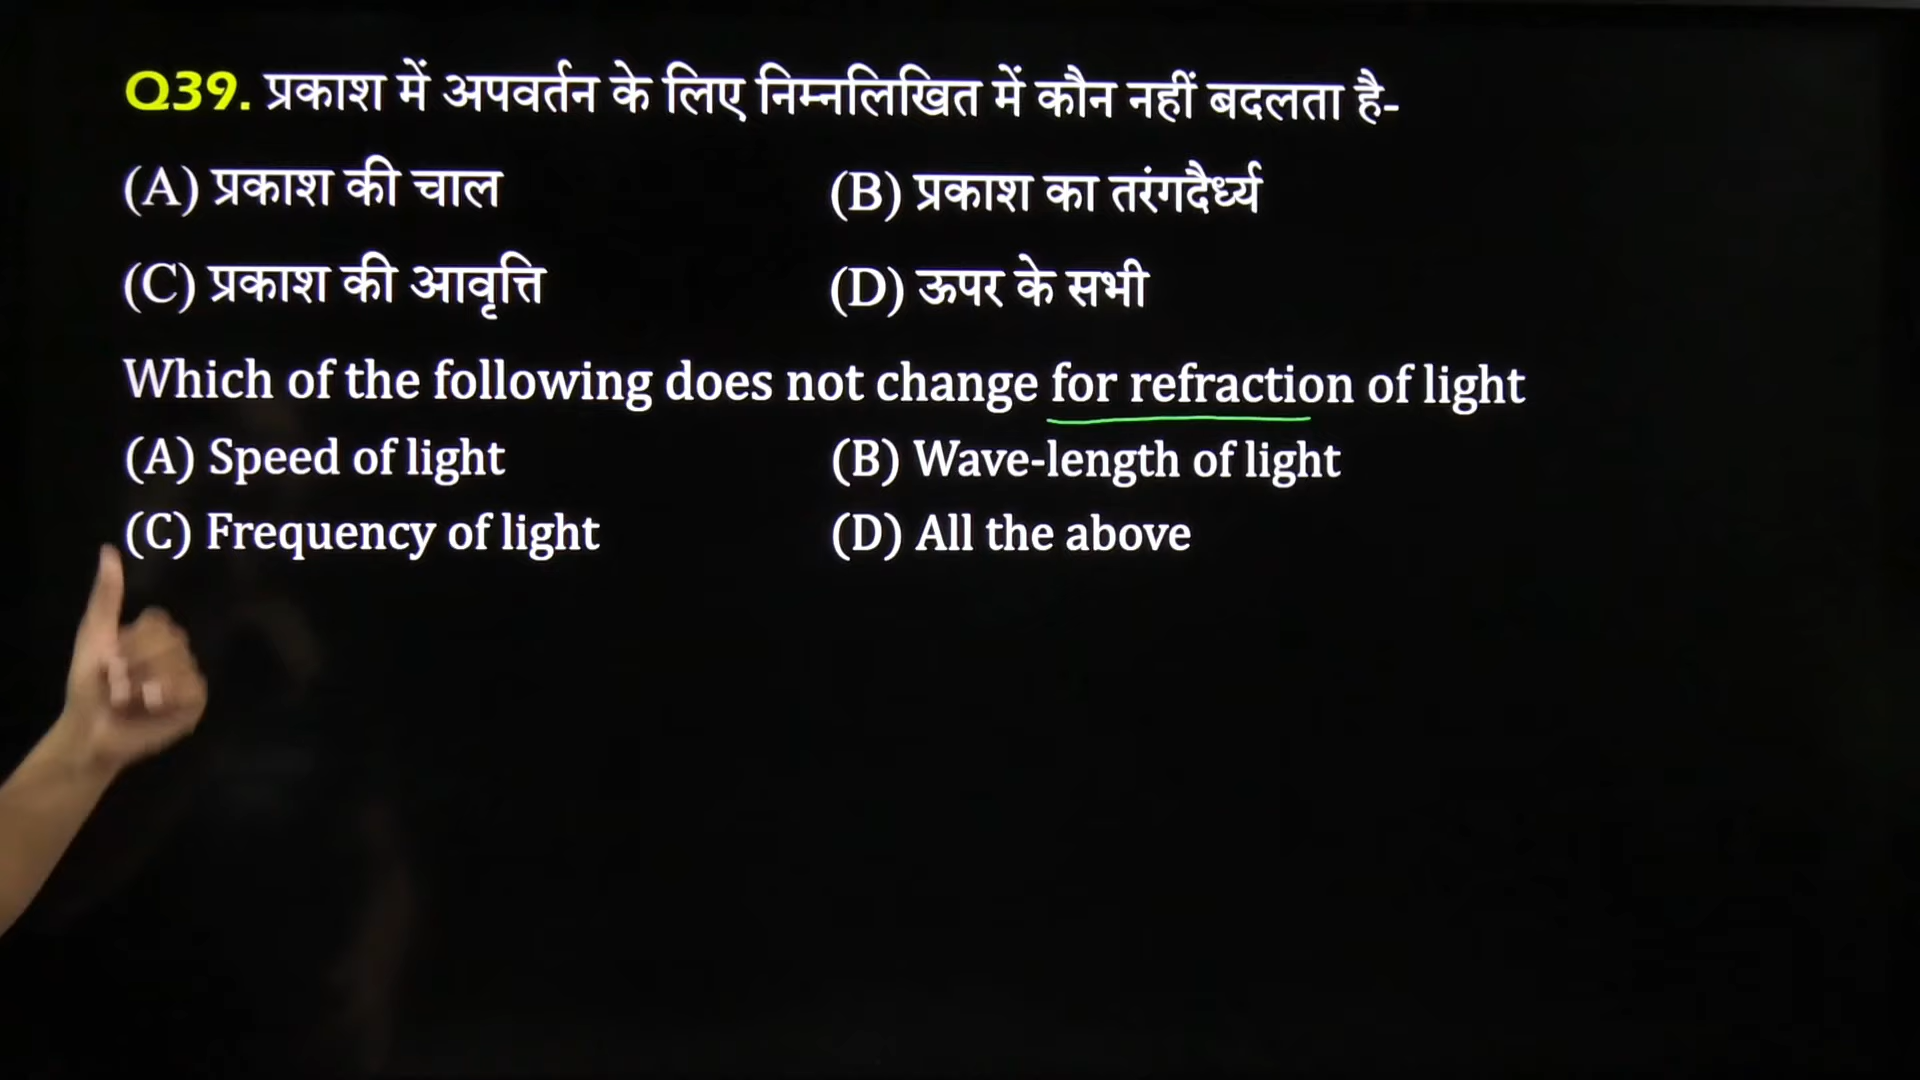 Q39. प्रकाश में अपवर्तन के लिए निम्नलिखित में कौन नहीं बदलता है-
(A) प्रकाश की चाल (B) प्रकाश का तरंगदैर्ध्य
(C) प्रकाश की आवृत्ति (D) ऊपर के सभी
Which of the following does not change for refraction of light
(A) Speed of light (B) Wave-length of light
(C) Frequency of light (D) All the above